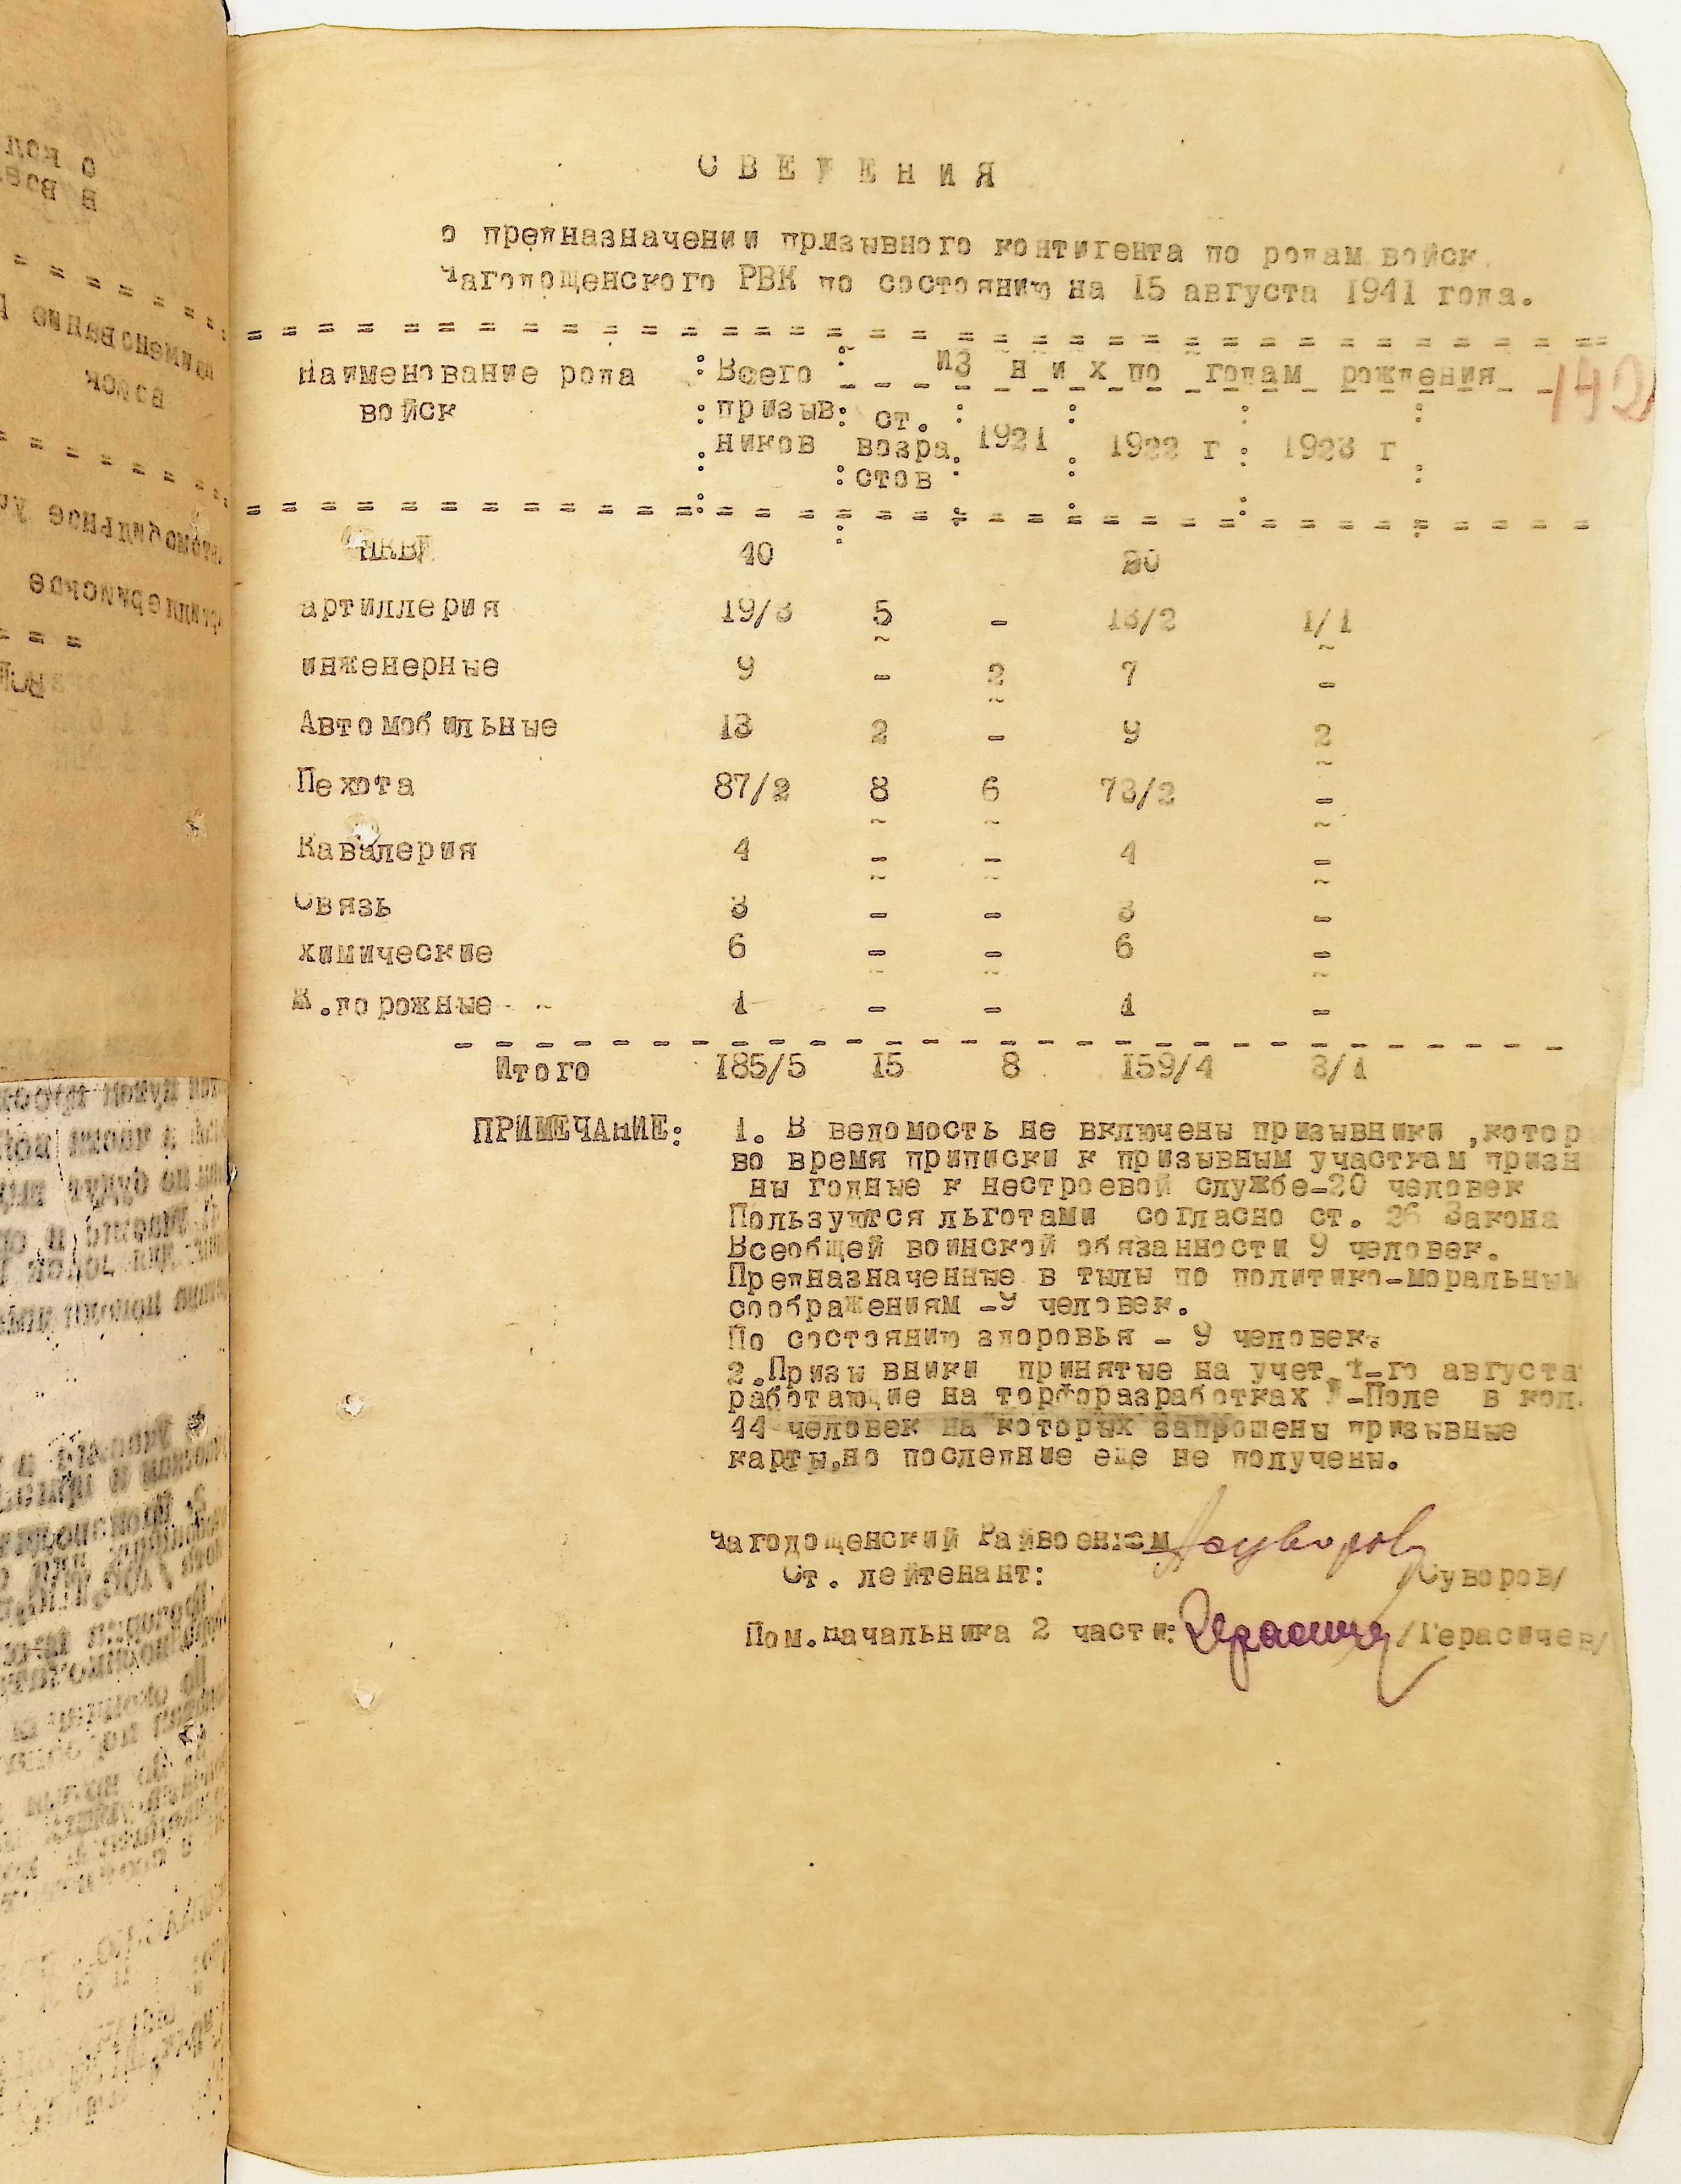 СВЕДЕНИЯ
о предназначении призывного контигента по родам войск
Чагодощенского РВК по состоянию на 15 августа 1941 года.
Наименование рода : Всего : из них по годам рождения
войск : призыв: ст. : : : :
ников возра. 1921 . 1922 г : 1923 г
: стов
НКВД 40 20
артиллерия 19/3 5 - 13/2 1/1
инженерные 9 - 2 7 -
Автомобильные 13 2 - 9 2
Пехота 87/2 8 6 73/2 -
Кавалерия 4 - - 4 -
Связь 3 - - 3 -
химические 6 - - 6 -
Ж.дорожные 1 - - 1 -
Итого 185/5 15 8 159/4 3/1
ПРИМЕЧАНИЕ: 1. В ведомость не включены призывники ,котор
во время приписки к призывным участкам призн
ны годные к нестроевой службе-20 человек
Пользуются льготами согласно ст. 26 Закона
Всеобщей воинской обязанности 9 человек.
Предназначенные в тылы по политико-моральным
соображениям -9 человек.
По состоянию здоровья - 9 человек.
2.Призывники принятые на учет 1-го августа
работающие на торфоразработках -Поле в кол.
44 человек на которых запрошены призывные
карты,но последние еще не получены.
Чагодощенский Райвоенком Суворов
Ст. лейтенант: /Суворов/
Пом.начальника 2 части: /Герасичев/
142